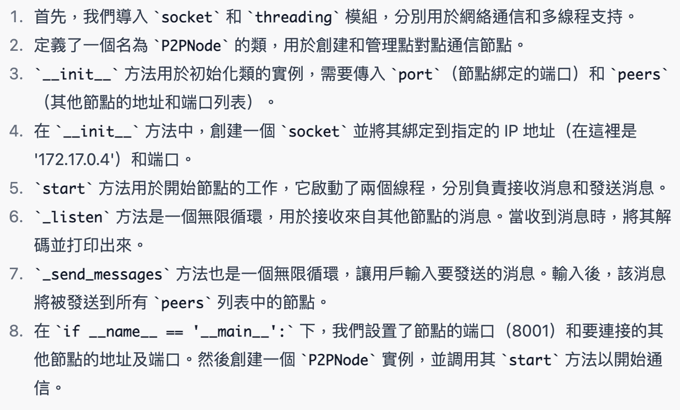 1. 首先，我們導入 `socket` 和 `threading` 模組，分別用於網絡通信和多線程支持。
2. 定義了一個名為 `P2PNode` 的類，用於創建和管理點對點通信節點。
3. `__init__` 方法用於初始化類的實例，需要傳入 `port`（節點綁定的端口）和 `peers`
（其他節點的地址和端口列表）。
4. 在 `__init__` 方法中，創建一個 `socket` 並將其綁定到指定的 IP 地址（在這裡是
'172.17.0.4'）和端口。
5. `start` 方法用於開始節點的工作，它啟動了兩個線程，分別負責接收消息和發送消息。
6. `_listen` 方法是一個無限循環，用於接收來自其他節點的消息。當收到消息時，將其解
碼並打印出來。
7. `_send_messages` 方法也是一個無限循環，讓用戶輸入要發送的消息。輸入後，該消息
將被發送到所有 `peers` 列表中的節點。
8. 在 `if __name__ == '__main__':` 下，我們設置了節點的端口（8001）和要連接的其
他節點的地址及端口。然後創建一個 `P2PNode` 實例，並調用其 `start` 方法以開始通
信。